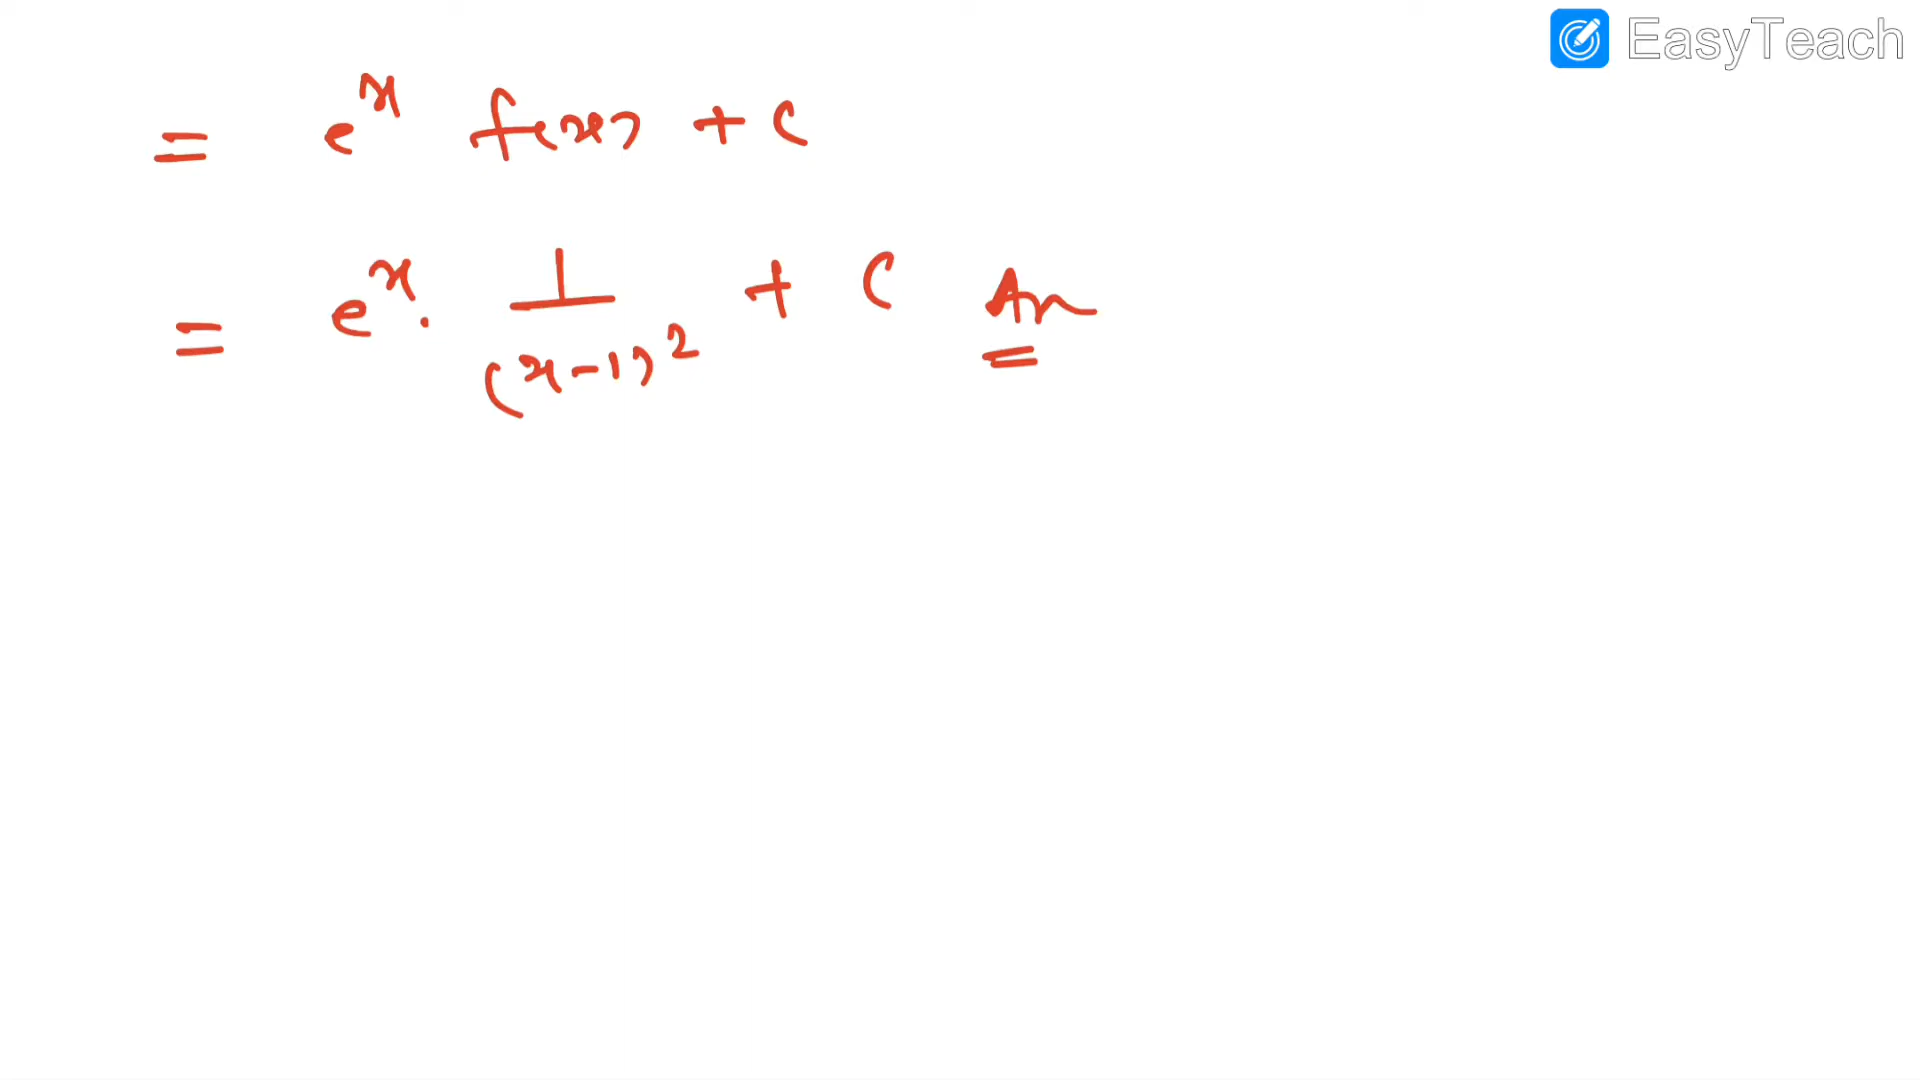 EasyTeach
= e^x f(x) + c
= e^x · 1/(x-1)^2 + c Ans